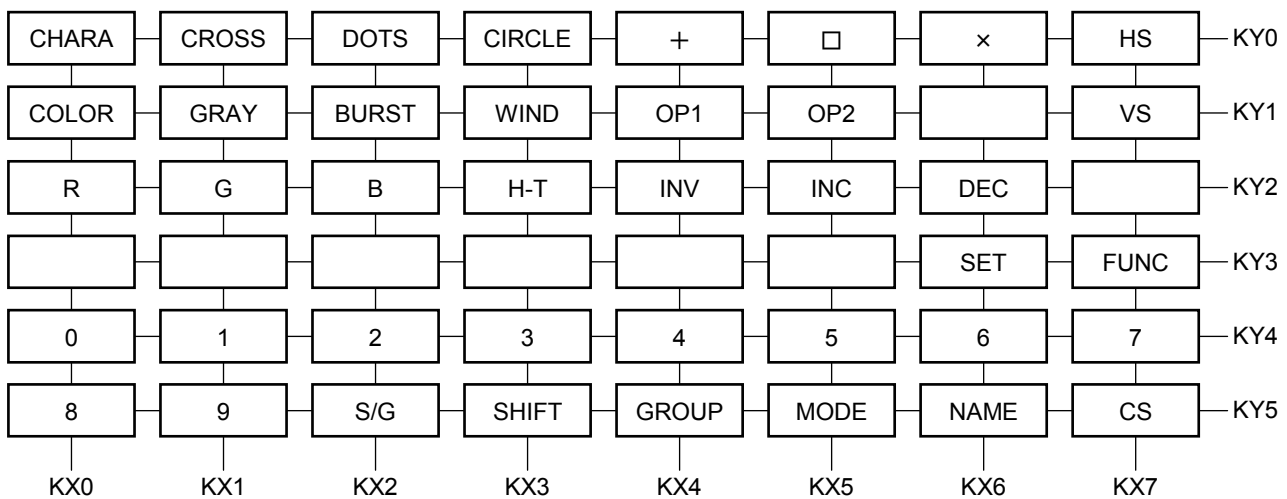 CHARA CROSS DOTS CIRCLE + □ × HS KY0
COLOR GRAY BURST WIND OP1 OP2 VS KY1
R G B H-T INV INC DEC KY2
SET FUNC KY3
0 1 2 3 4 5 6 7 KY4
8 9 S/G SHIFT GROUP MODE NAME CS KY5
KX0 KX1 KX2 KX3 KX4 KX5 KX6 KX7